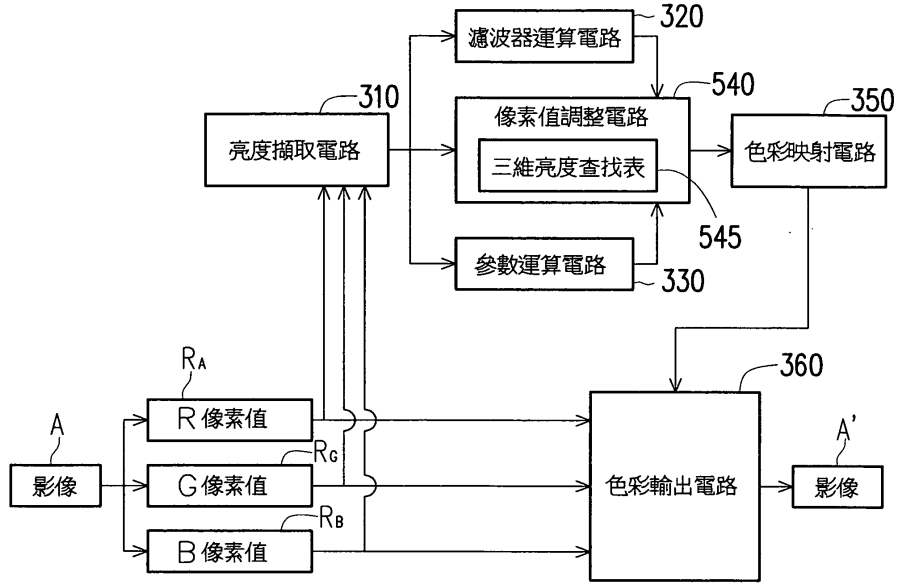 320
濾波器運算電路
310
540
350
亮度擷取電路
像素值調整電路
三維亮度查找表
色彩映射電路
545
參數運算電路
330
RA
360
A
R 像素值
A'
RG
影像
G 像素值
色彩輸出電路
影像
RB
B 像素值